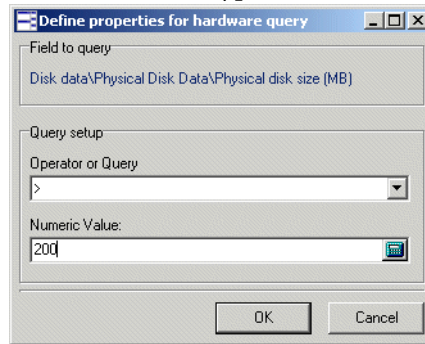 Define properties for hardware query
Field to query
Disk data\Physical Disk Data\Physical disk size (MB)
Query setup
Operator or Query
>
Numeric Value:
200
OK Cancel